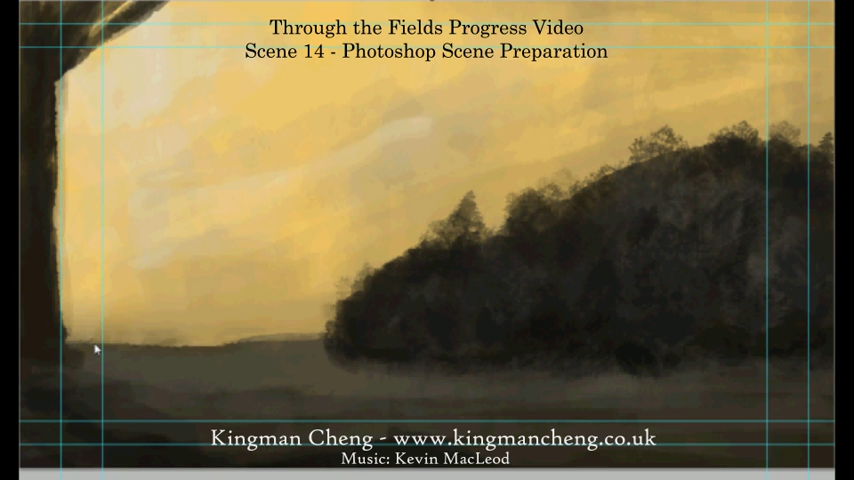 Through the Fields Progress Video
Scene 14 - Photoshop Scene Preparation
Kingman Cheng - www.kingmancheng.co.uk
Music: Kevin MacLeod